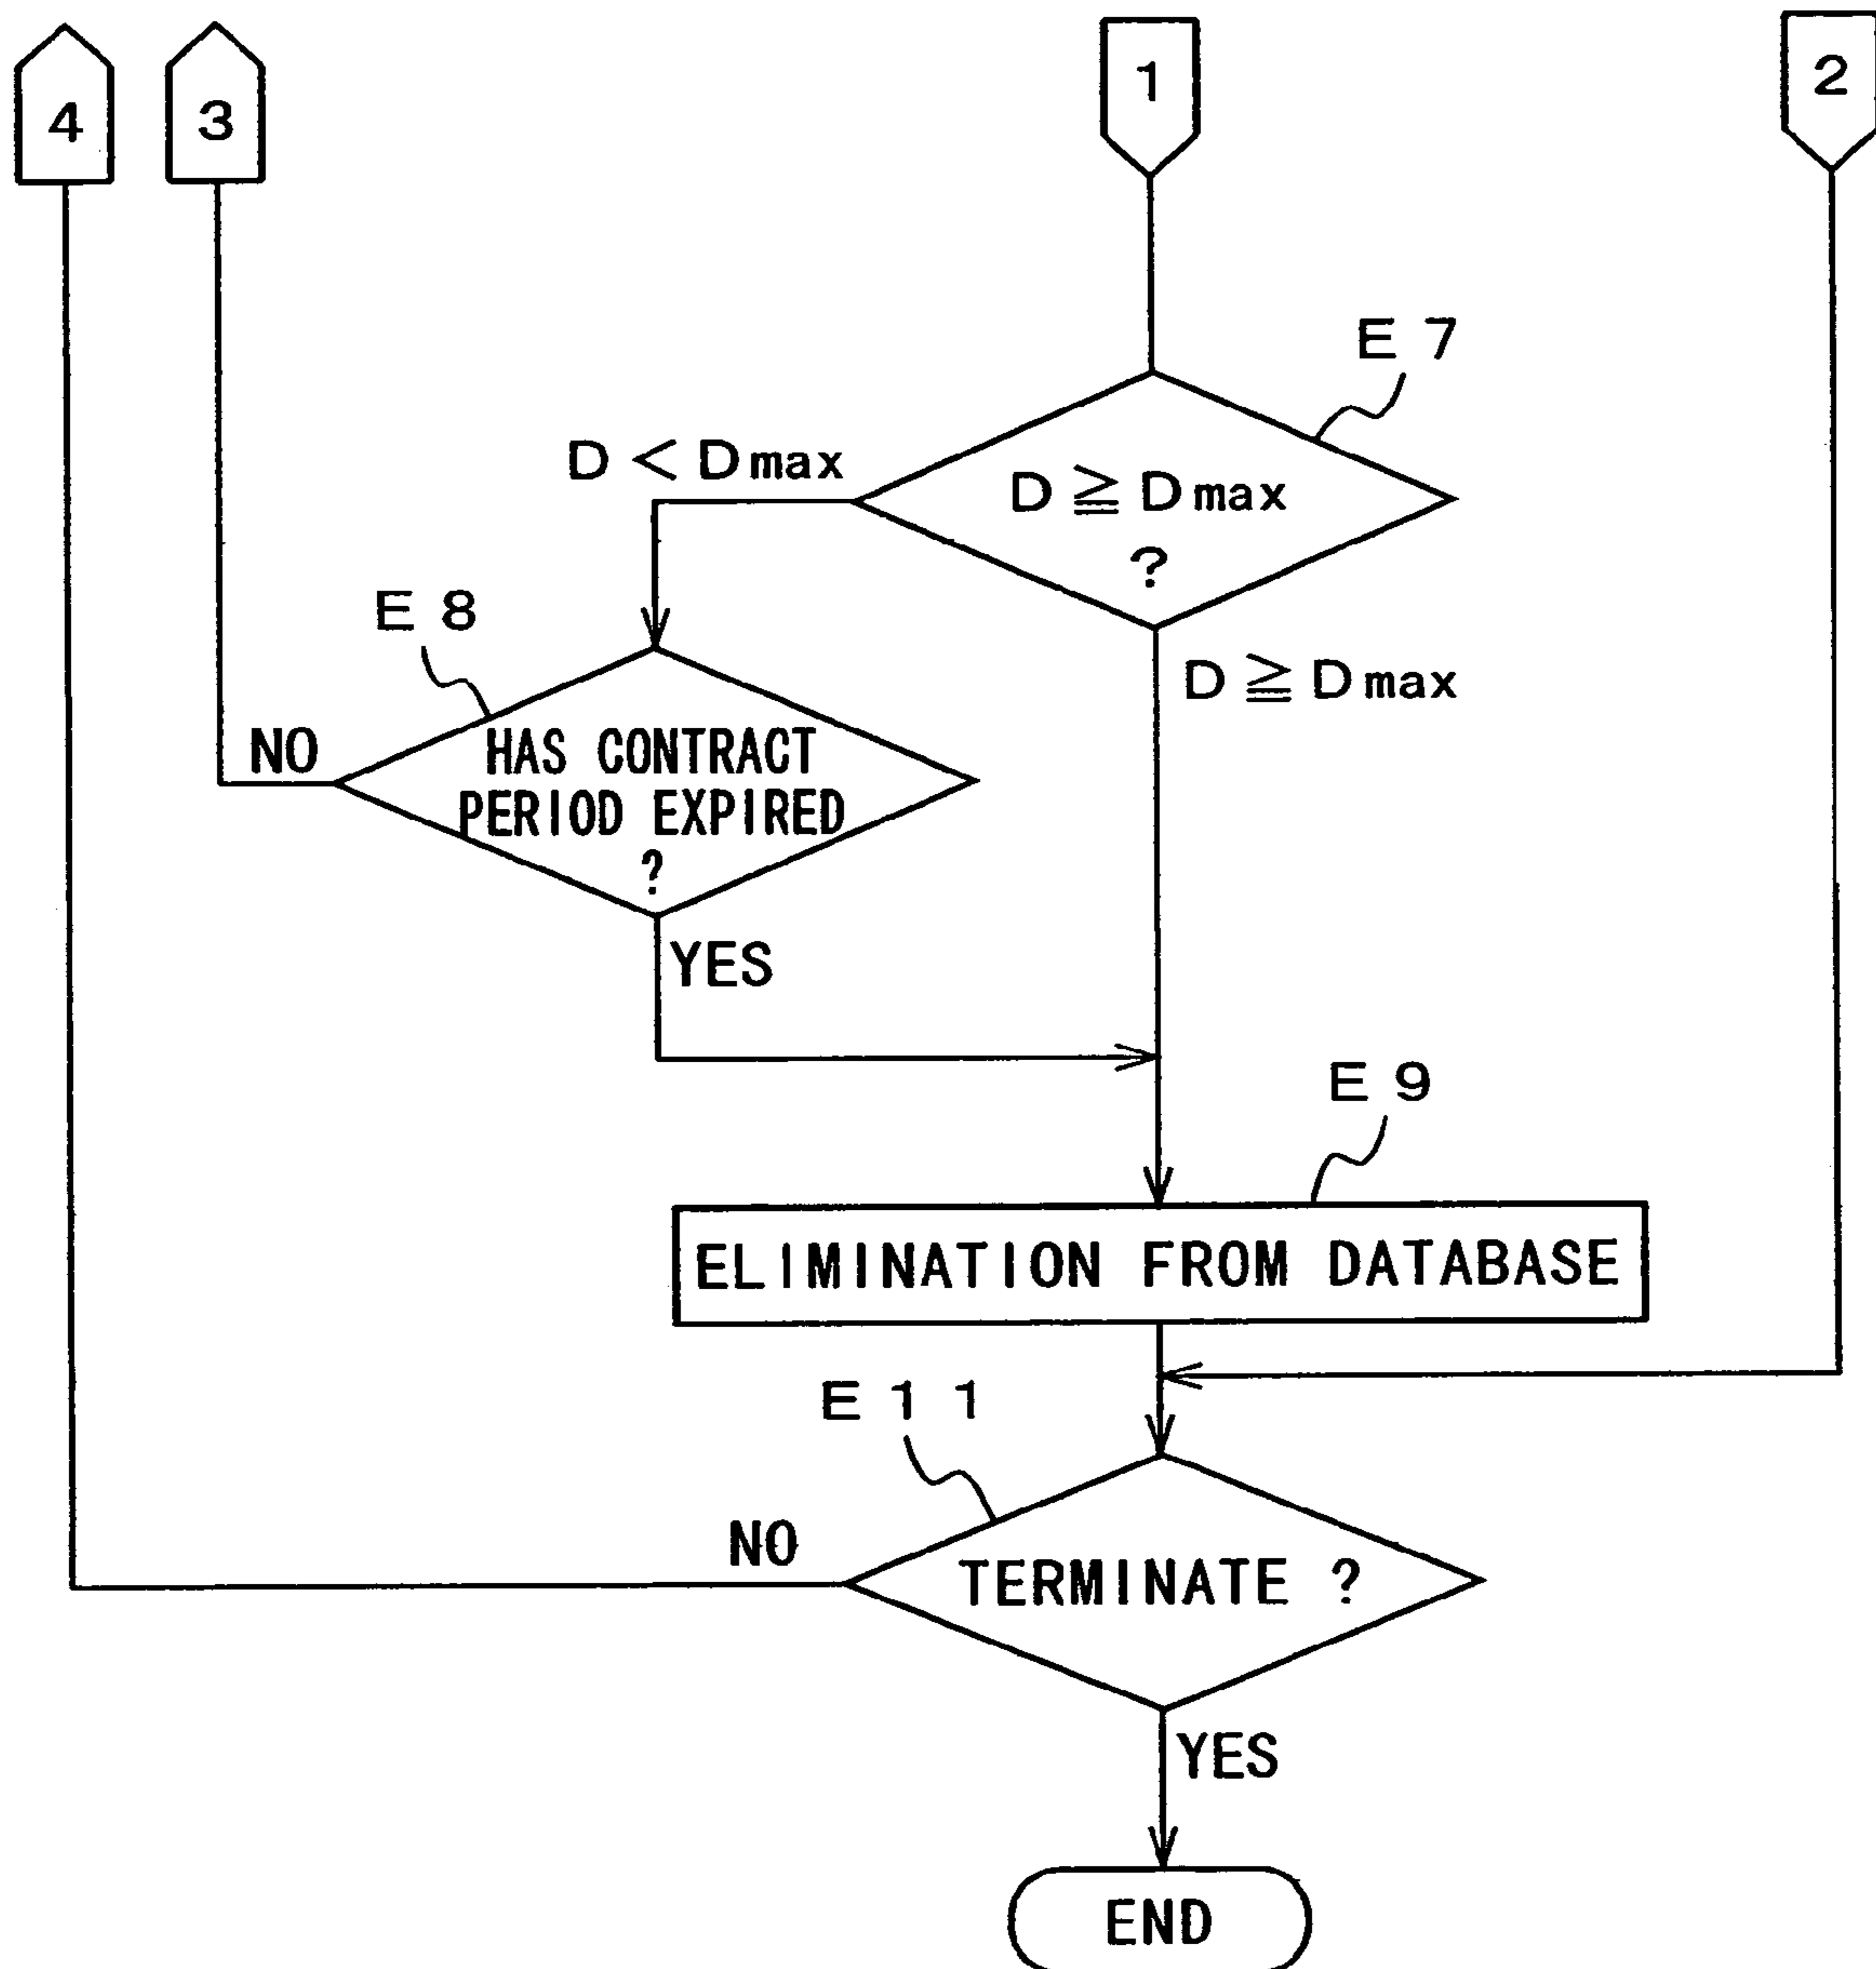 4
3
1
2
E 7
D < Dmax
D ≧ Dmax
?
E 8
D ≧ Dmax
NO
HAS CONTRACT
PERIOD EXPIRED
?
YES
E 9
ELIMINATION FROM DATABASE
E 1 1
NO
TERMINATE ?
YES
END